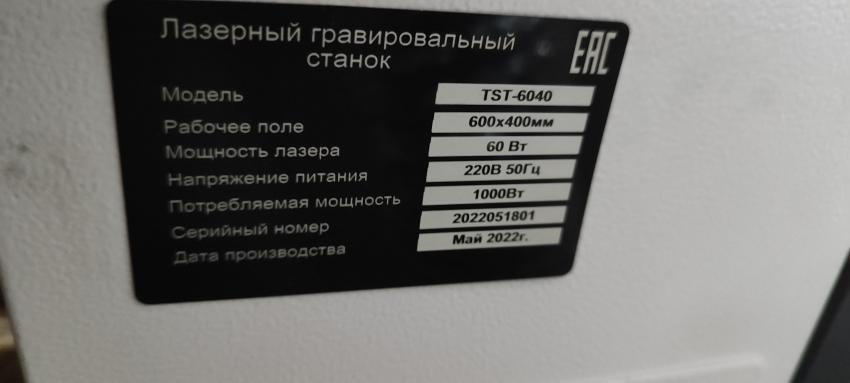 Лазерный гравировальный
станок
EAC
Модель TST-6040
Рабочее поле 600х400мм
Мощность лазера 60 Вт
Напряжение питания 220В 50Гц
Потребляемая мощность 1000Вт
Серийный номер 2022051801
Дата производства Май 2022г.